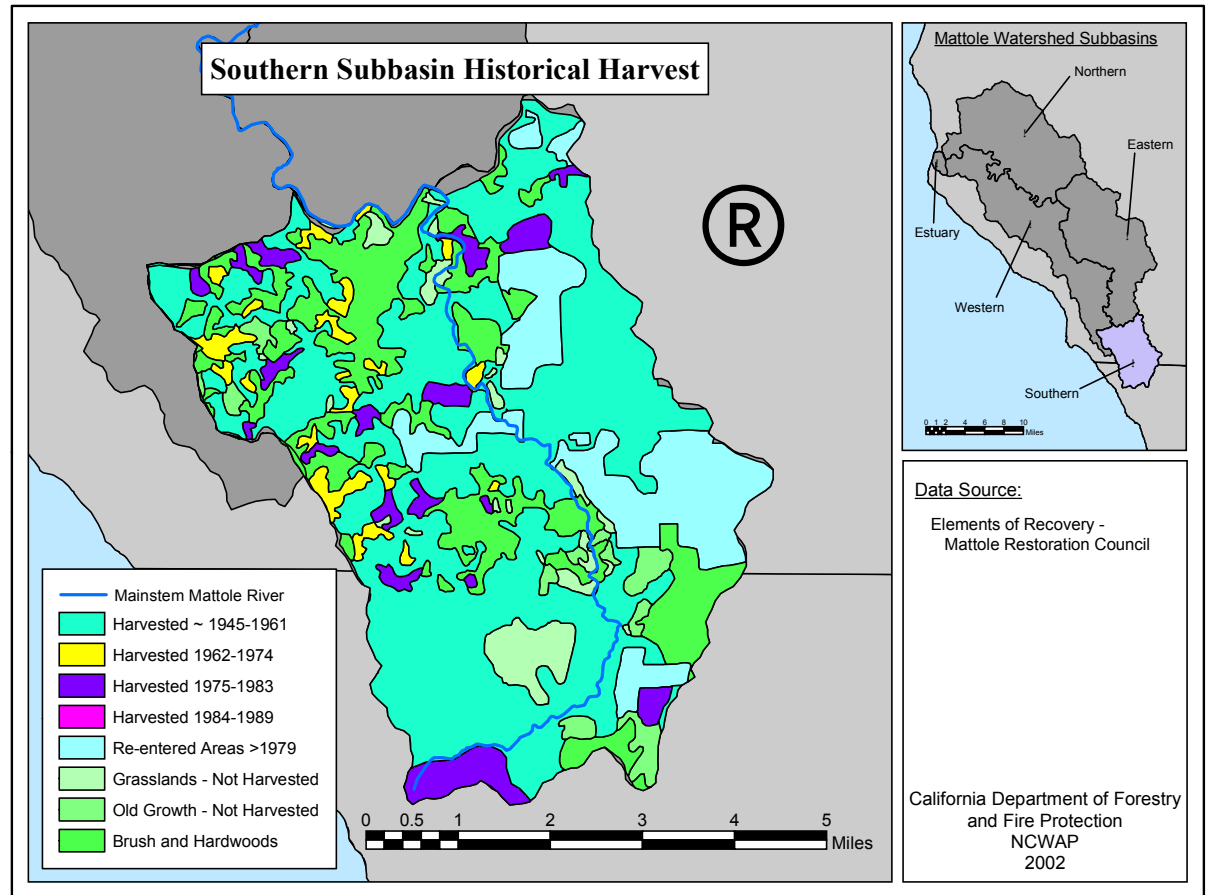 Southern Subbasin Historical Harvest
®
Mainstem Mattole River
Harvested ~ 1945-1961
Harvested 1962-1974
Harvested 1975-1983
Harvested 1984-1989
Re-entered Areas >1979
Grasslands - Not Harvested
Old Growth - Not Harvested
Brush and Hardwoods
0 0.5 1 2 3 4 5
Miles
Mattole Watershed Subbasins
Northern
Eastern
Estuary
Western
Southern
0 1 2 4 6 8 10
Miles
Data Source:
Elements of Recovery -
Mattole Restoration Council
California Department of Forestry
and Fire Protection
NCWAP
2002